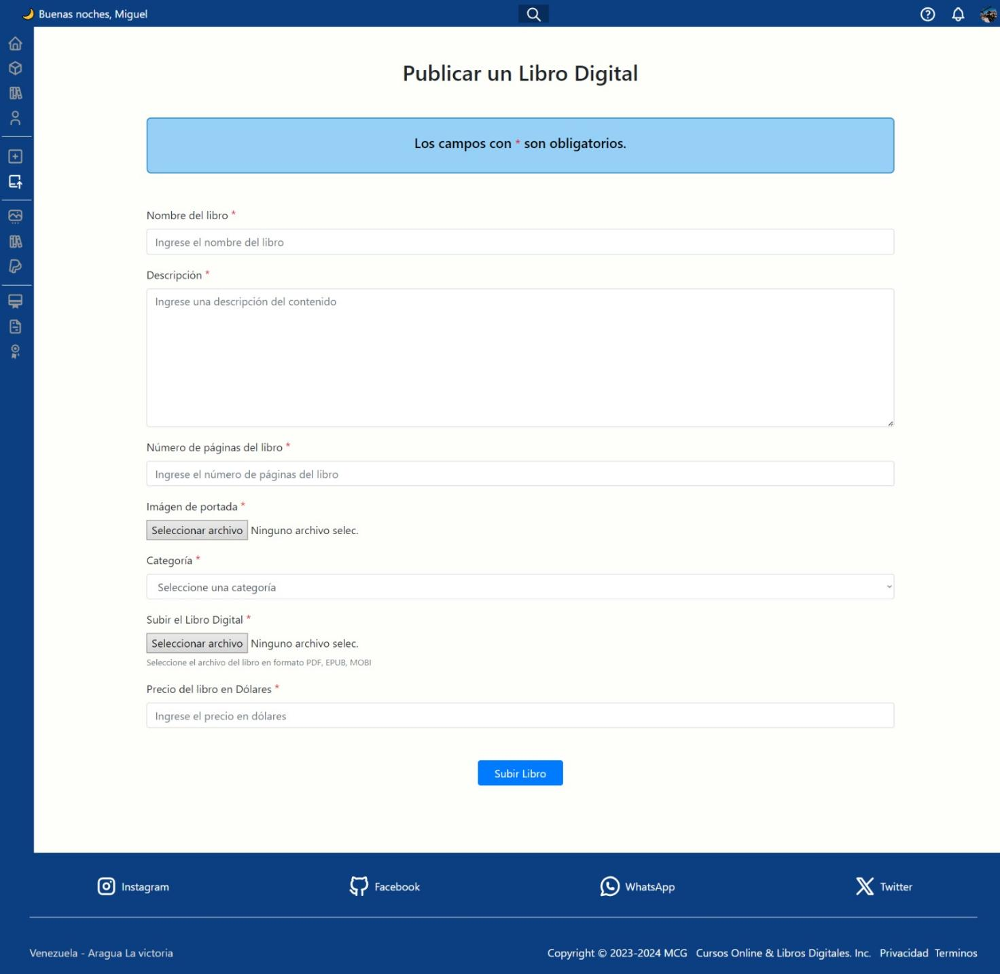 Buenas noches, Miguel
Publicar un Libro Digital
Los campos con * son obligatorios.
Nombre del libro *
Ingrese el nombre del libro
Descripción *
Ingrese una descripción del contenido
Número de páginas del libro *
Ingrese el número de páginas del libro
Imágen de portada *
Seleccionar archivo Ninguno archivo selec.
Categoría *
Seleccione una categoría
Subir el Libro Digital *
Seleccionar archivo Ninguno archivo selec.
Seleccione el archivo del libro en formato PDF, EPUB, MOBI
Precio del libro en Dólares *
Ingrese el precio en dólares
Subir Libro
Instagram Facebook WhatsApp Twitter
Venezuela - Aragua La victoria Copyright © 2023-2024 MCG Cursos Online & Libros Digitales. Inc. Privacidad Terminos